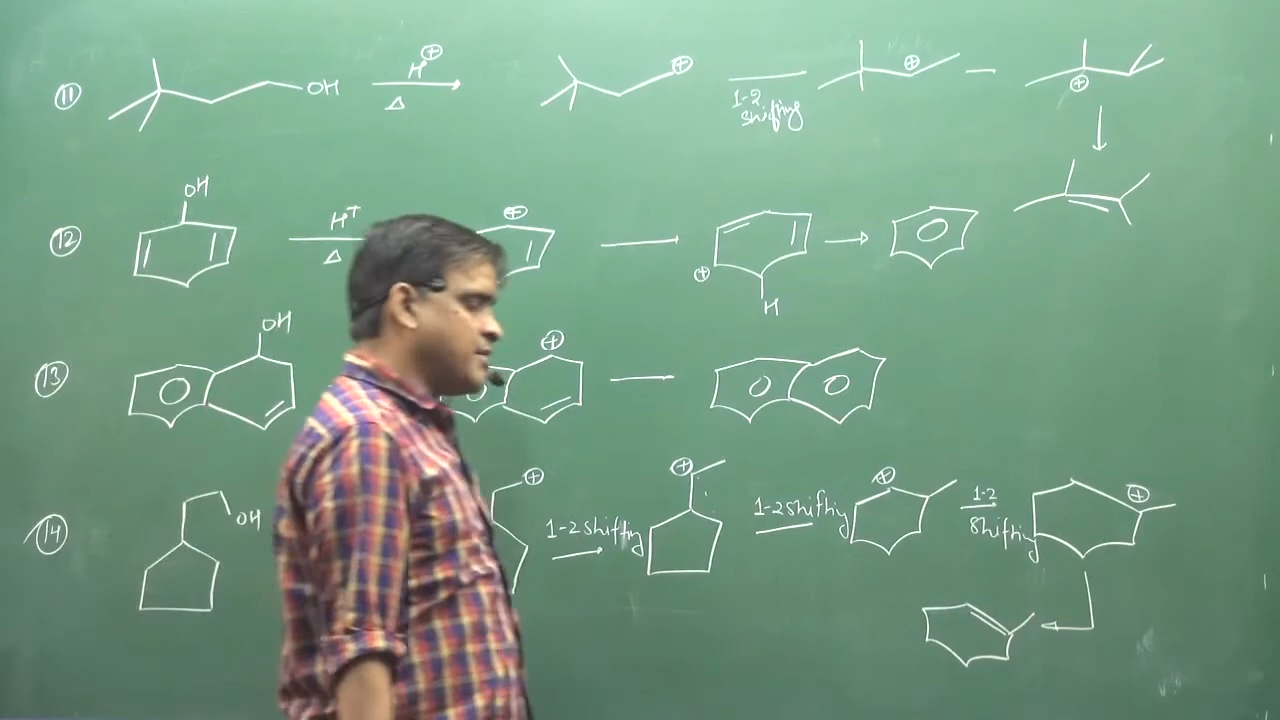 11 OH H⊕ Δ ⊕ 1-2 shifting ⊕ ⊕
12 OH H+ Δ ⊕ ⊕ H
13 OH ⊕
14 OH ⊕ 1-2 shifting ⊕ 1-2 shifting ⊕ 1-2 shifting ⊕